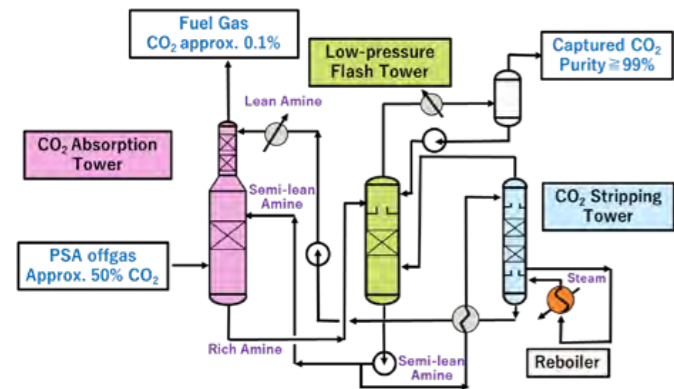 Fuel Gas
CO₂ approx. 0.1%
Low-pressure
Flash Tower
Captured CO₂
Purity≧99%
Lean Amine
CO₂ Absorption
Tower
Semi-lean
Amine
CO₂ Stripping
Tower
PSA offgas
Approx. 50% CO₂
Steam
Rich Amine
Semi-lean
Amine
Reboiler